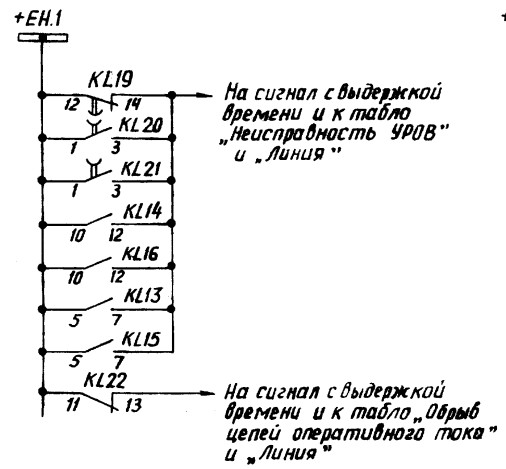 +ЕН.1
KL19
12 14
На сигнал с выдержкой
времени и к табло
„Неисправность УРОВ”
и „Линия”
KL20
1 3
KL21
1 3
KL14
10 12
KL16
10 12
KL13
5 7
KL15
5 7
KL22
11 13
На сигнал с выдержкой
времени и к табло „Обрыв
цепей оперативного тока”
и „Линия”